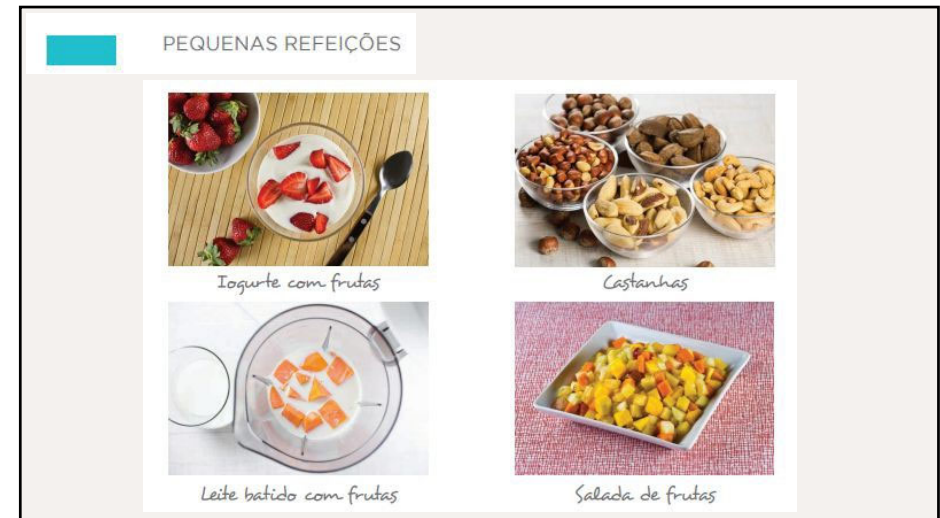 PEQUENAS REFEIÇÕES
Iogurte com frutas
Castanhas
Leite batido com frutas
Salada de frutas